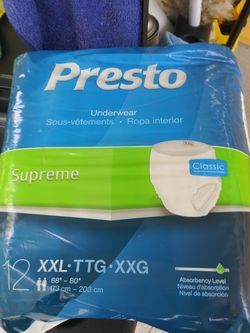 Presto
Underwear
Sous-vêtements • Ropa interior
Supreme
Classic
12
XXL • TTG • XXG
68" - 80"
173 cm - 203 cm
Absorbency Level
Niveau d'absorption
Nivel de absorción